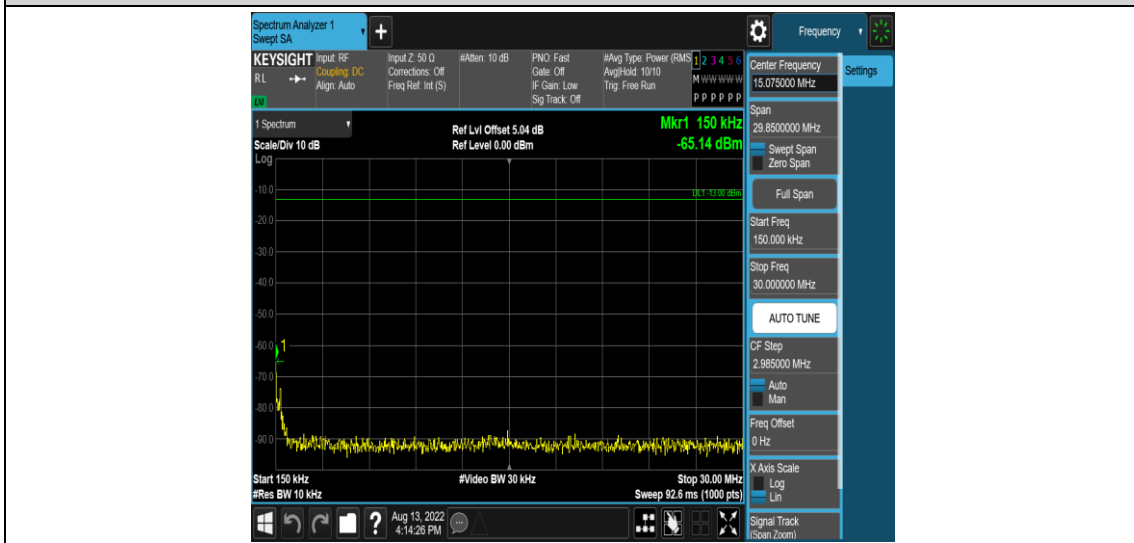 Spectrum Analyzer 1
Swept SA
+
Frequency
KEYSIGHT
RL
LXI
Input: RF
Coupling: DC
Align: Auto
Input Z: 50 Ω
Corrections: Off
Freq Ref: Int (S)
#Atten: 10 dB
PNO: Fast
Gate: Off
IF Gain: Low
Sig Track: Off
#Avg Type: Power (RMS
Avg|Hold: 10/10
Trig: Free Run
1 2 3 4 5 6
M W W W W W
P P P P P P
1 Spectrum
Scale/Div 10 dB
Ref Lvl Offset 5.04 dB
Ref Level 0.00 dBm
Mkr1 150 kHz
-65.14 dBm
Log
DL1 -13.00 dBm
-10.0
-20.0
-30.0
-40.0
-50.0
-60.0
1
-70.0
-80.0
-90.0
Start 150 kHz
#Video BW 30 kHz
Stop 30.00 MHz
#Res BW 10 kHz
Sweep 92.6 ms (1000 pts)
?
Aug 13, 2022
4:14:26 PM
Center Frequency
15.075000 MHz
Settings
Span
29.8500000 MHz
Swept Span
Zero Span
Full Span
Start Freq
150.000 kHz
Stop Freq
30.000000 MHz
AUTO TUNE
CF Step
2.985000 MHz
Auto
Man
Freq Offset
0 Hz
X Axis Scale
Log
Lin
Signal Track
(Span Zoom)